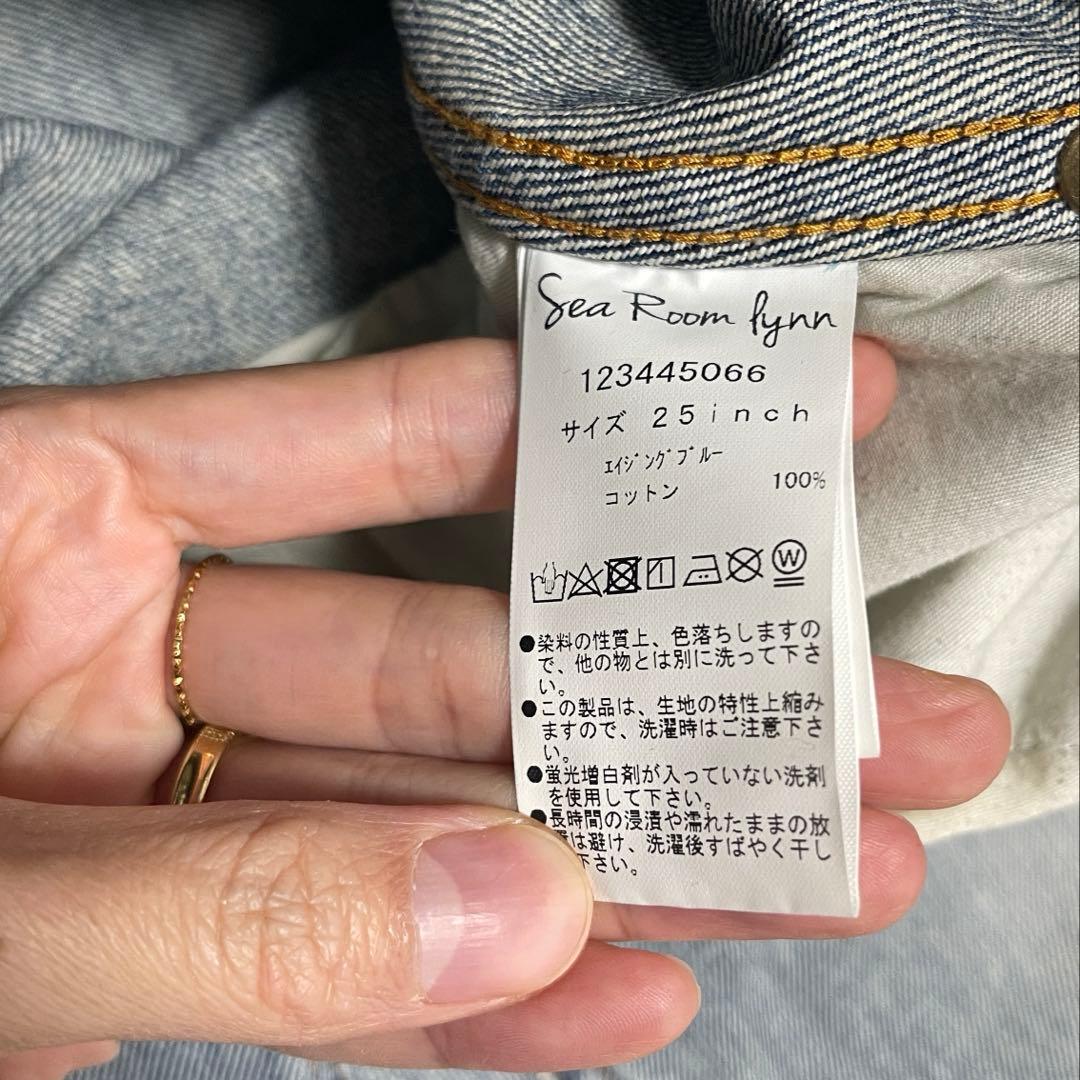 Sea Room lynn
123445066
サイズ 25inch
ｴｲｼﾞﾝｸﾞﾌﾞﾙｰ
コットン 100%
W
●染料の性質上、色落ちしますの
で、他の物とは別に洗って下さ
い。
●この製品は、生地の特性上縮み
ますので、洗濯時はご注意下さ
い。
●蛍光増白剤が入っていない洗剤
を使用して下さい。
●長時間の浸漬や濡れたままの放
は避け、洗濯後すばやく干し
下さい。